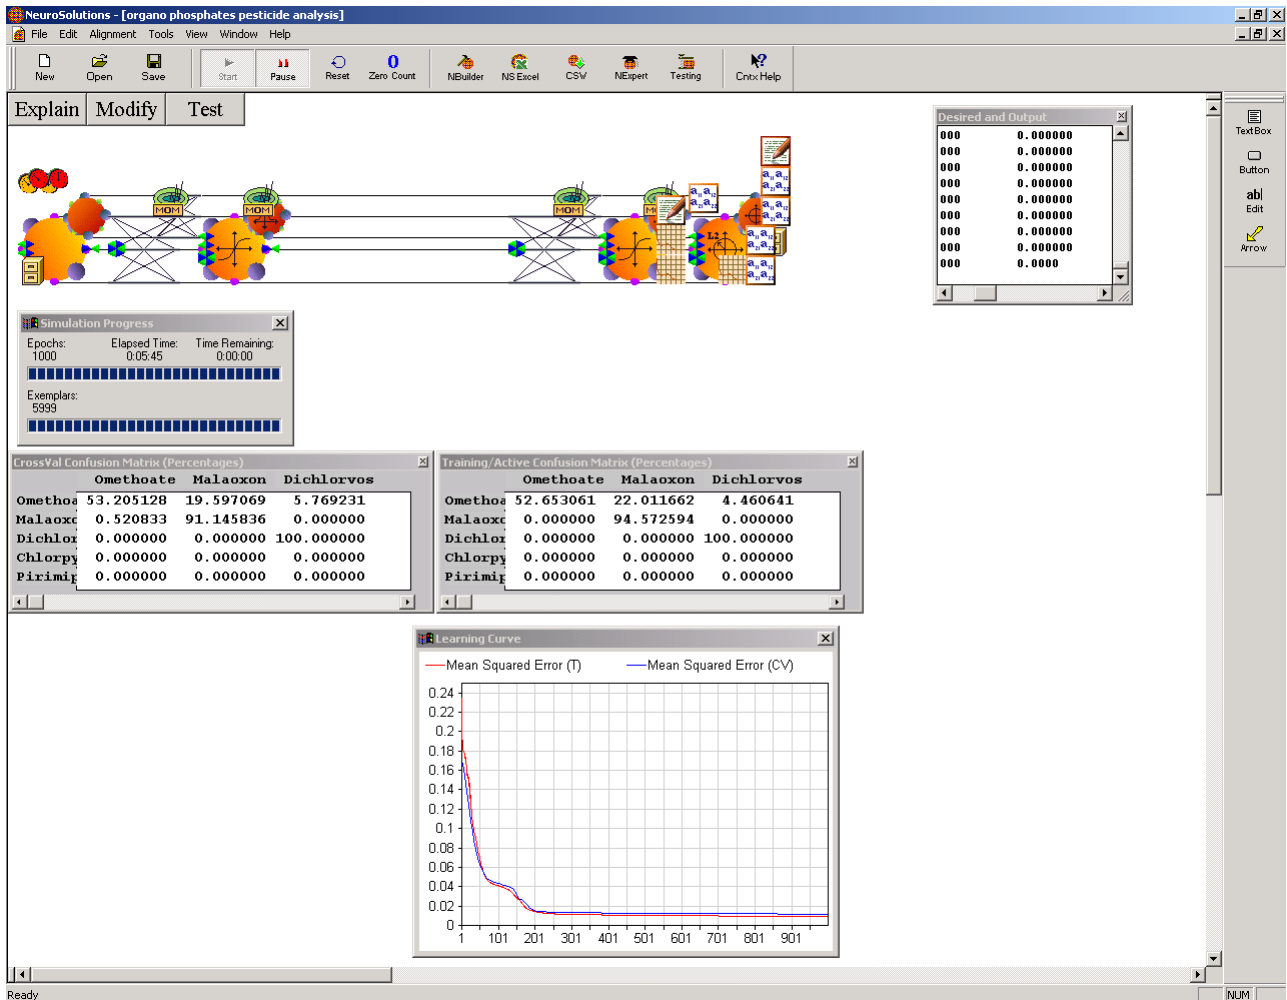 NeuroSolutions - [organo phosphates pesticide analysis]
File Edit Alignment Tools View Window Help
New Open Save Start Pause Reset Zero Count NBuilder NS Excel CSW NExpert Testing Cntx Help
Explain Modify Test
TextBox
Button
ab|
Edit
Arrow
Desired and Output
000 0.000000
000 0.000000
000 0.000000
000 0.000000
000 0.000000
000 0.000000
000 0.000000
000 0.000000
000 0.0000
MOM MOM MOM
L2
Simulation Progress
Epochs: Elapsed Time: Time Remaining:
1000 0:05:45 0:00:00
Exemplars:
5999
CrossVal Confusion Matrix (Percentages)
Omethoate Malaoxon Dichlorvos
Omethoa 53.205128 19.597069 5.769231
Malaoxo 0.520833 91.145836 0.000000
Dichlor 0.000000 0.000000 100.000000
Chlorpy 0.000000 0.000000 0.000000
Pirimip 0.000000 0.000000 0.000000
Training/Active Confusion Matrix (Percentages)
Omethoate Malaoxon Dichlorvos
Omethoa 52.653061 22.011662 4.460641
Malaoxo 0.000000 94.572594 0.000000
Dichlor 0.000000 0.000000 100.000000
Chlorpy 0.000000 0.000000 0.000000
Pirimip 0.000000 0.000000 0.000000
Learning Curve
Mean Squared Error (T) Mean Squared Error (CV)
0.24
0.22
0.2
0.18
0.16
0.14
0.12
0.1
0.08
0.06
0.04
0.02
0
1 101 201 301 401 501 601 701 801 901
Ready
NUM